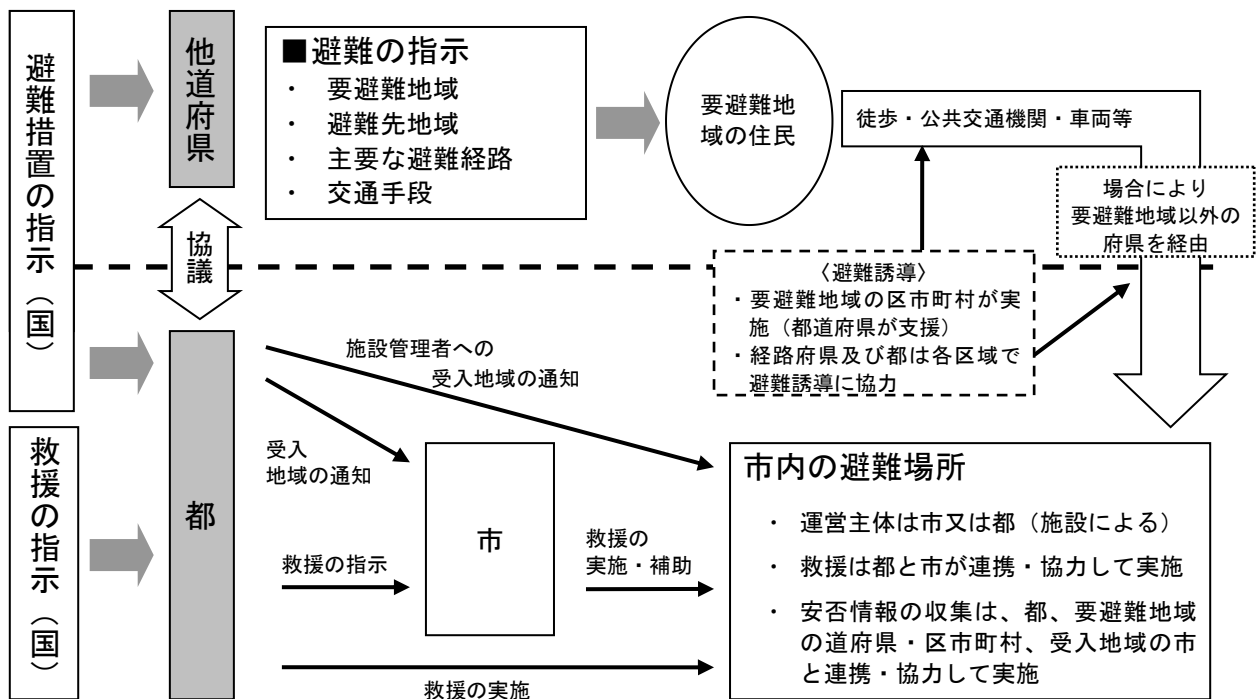 避難措置の指示（国）
救援の指示（国）
他道府県
協議
都
■避難の指示
・ 要避難地域
・ 避難先地域
・ 主要な避難経路
・ 交通手段
要避難地
域の住民
徒歩・公共交通機関・車両等
場合により
要避難地域以外の
府県を経由
〈避難誘導〉
・要避難地域の区市町村が実
施（都道府県が支援）
・経路府県及び都は各区域で
避難誘導に協力
施設管理者への
受入地域の通知
受入
地域の通知
市
救援の指示
救援の
実施・補助
救援の実施
市内の避難場所
・ 運営主体は市又は都（施設による）
・ 救援は都と市が連携・協力して実施
・ 安否情報の収集は、都、要避難地域
の道府県・区市町村、受入地域の市
と連携・協力して実施